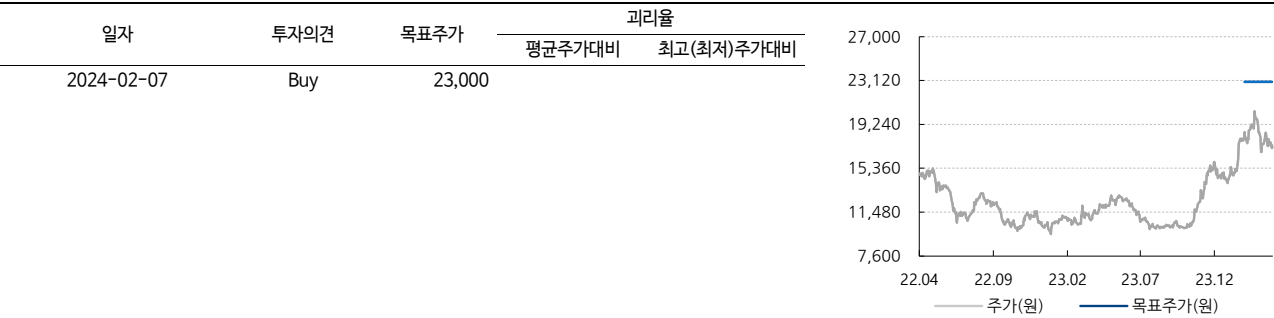 일자 투자의견 목표주가 괴리율
평균주가대비 최고(최저)주가대비
2024-02-07 Buy 23,000
27,000
23,120
19,240
15,360
11,480
7,600
22.04 22.09 23.02 23.07 23.12
주가(원) 목표주가(원)